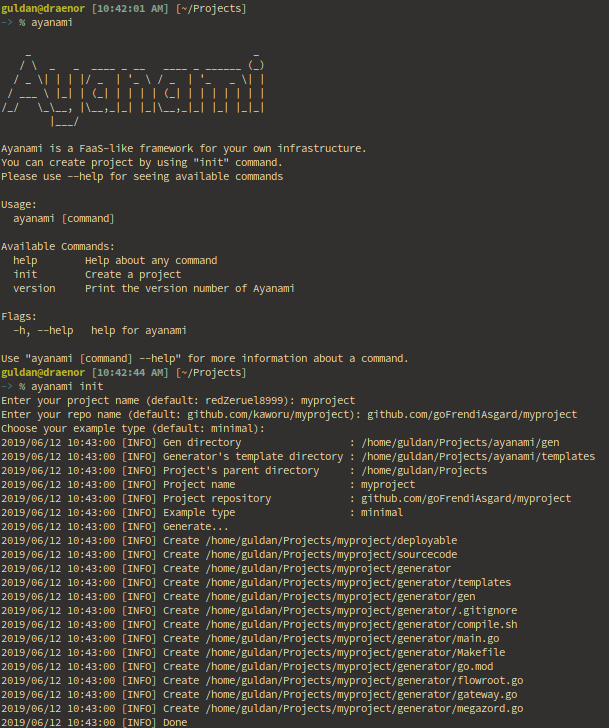 guldan@draenor [10:42:01 AM] [~/Projects]
-> % ayanami
Ayanami
Ayanami is a FaaS-like framework for your own infrastructure.
You can create project by using "init" command.
Please use --help for seeing available commands
Usage:
  ayanami [command]
Available Commands:
  help        Help about any command
  init        Create a project
  version     Print the version number of Ayanami
Flags:
  -h, --help   help for ayanami
Use "ayanami [command] --help" for more information about a command.
guldan@draenor [10:42:44 AM] [~/Projects]
-> % ayanami init
Enter your project name (default: redZeruel8999): myproject
Enter your repo name (default: github.com/kaworu/myproject): github.com/goFrendiAsgard/myproject
Choose your example type (default: minimal):
2019/06/12 10:43:00 [INFO] Gen directory                  : /home/guldan/Projects/ayanami/gen
2019/06/12 10:43:00 [INFO] Generator's template directory : /home/guldan/Projects/ayanami/templates
2019/06/12 10:43:00 [INFO] Project's parent directory     : /home/guldan/Projects
2019/06/12 10:43:00 [INFO] Project name                   : myproject
2019/06/12 10:43:00 [INFO] Project repository             : github.com/goFrendiAsgard/myproject
2019/06/12 10:43:00 [INFO] Example type                   : minimal
2019/06/12 10:43:00 [INFO] Generate...
2019/06/12 10:43:00 [INFO] Create /home/guldan/Projects/myproject/deployable
2019/06/12 10:43:00 [INFO] Create /home/guldan/Projects/myproject/sourcecode
2019/06/12 10:43:00 [INFO] Create /home/guldan/Projects/myproject/generator
2019/06/12 10:43:00 [INFO] Create /home/guldan/Projects/myproject/generator/templates
2019/06/12 10:43:00 [INFO] Create /home/guldan/Projects/myproject/generator/gen
2019/06/12 10:43:00 [INFO] Create /home/guldan/Projects/myproject/generator/.gitignore
2019/06/12 10:43:00 [INFO] Create /home/guldan/Projects/myproject/generator/compile.sh
2019/06/12 10:43:00 [INFO] Create /home/guldan/Projects/myproject/generator/main.go
2019/06/12 10:43:00 [INFO] Create /home/guldan/Projects/myproject/generator/Makefile
2019/06/12 10:43:00 [INFO] Create /home/guldan/Projects/myproject/generator/go.mod
2019/06/12 10:43:00 [INFO] Create /home/guldan/Projects/myproject/generator/flowroot.go
2019/06/12 10:43:00 [INFO] Create /home/guldan/Projects/myproject/generator/gateway.go
2019/06/12 10:43:00 [INFO] Create /home/guldan/Projects/myproject/generator/megazord.go
2019/06/12 10:43:00 [INFO] Done